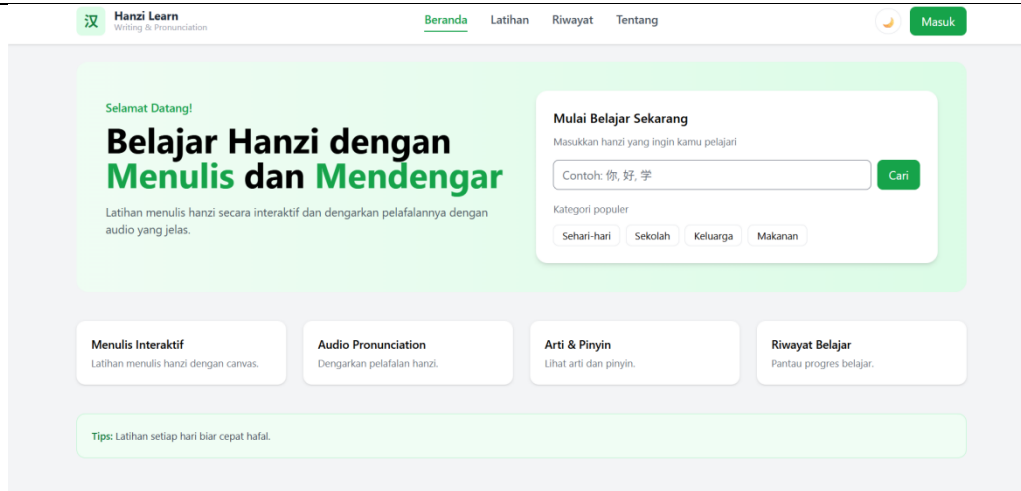 汉
Hanzi Learn
Writing & Pronunciation
Beranda Latihan Riwayat Tentang
Masuk
Selamat Datang!
Belajar Hanzi dengan
Menulis dan Mendengar
Latihan menulis hanzi secara interaktif dan dengarkan pelafalannya dengan
audio yang jelas.
Mulai Belajar Sekarang
Masukkan hanzi yang ingin kamu pelajari
Contoh: 你, 好, 学
Cari
Kategori populer
Sehari-hari Sekolah Keluarga Makanan
Menulis Interaktif
Latihan menulis hanzi dengan canvas.
Audio Pronunciation
Dengarkan pelafalan hanzi.
Arti & Pinyin
Lihat arti dan pinyin.
Riwayat Belajar
Pantau progres belajar.
Tips: Latihan setiap hari biar cepat hafal.